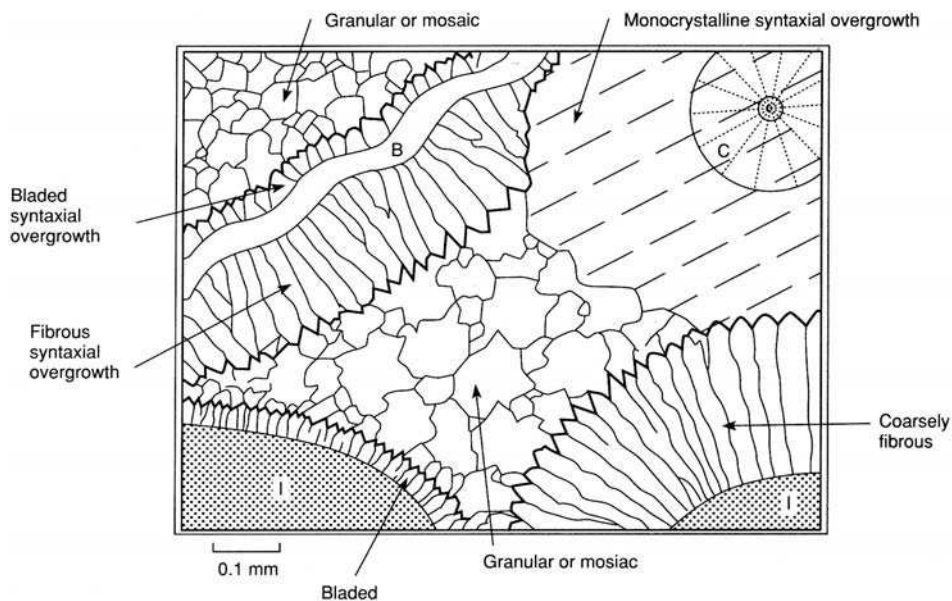 Granular or mosaic
Monocrystalline syntaxial overgrowth
B
C
Bladed
syntaxial
overgrowth
Fibrous
syntaxial
overgrowth
Coarsely
fibrous
I
I
0.1 mm
Granular or mosiac
Bladed